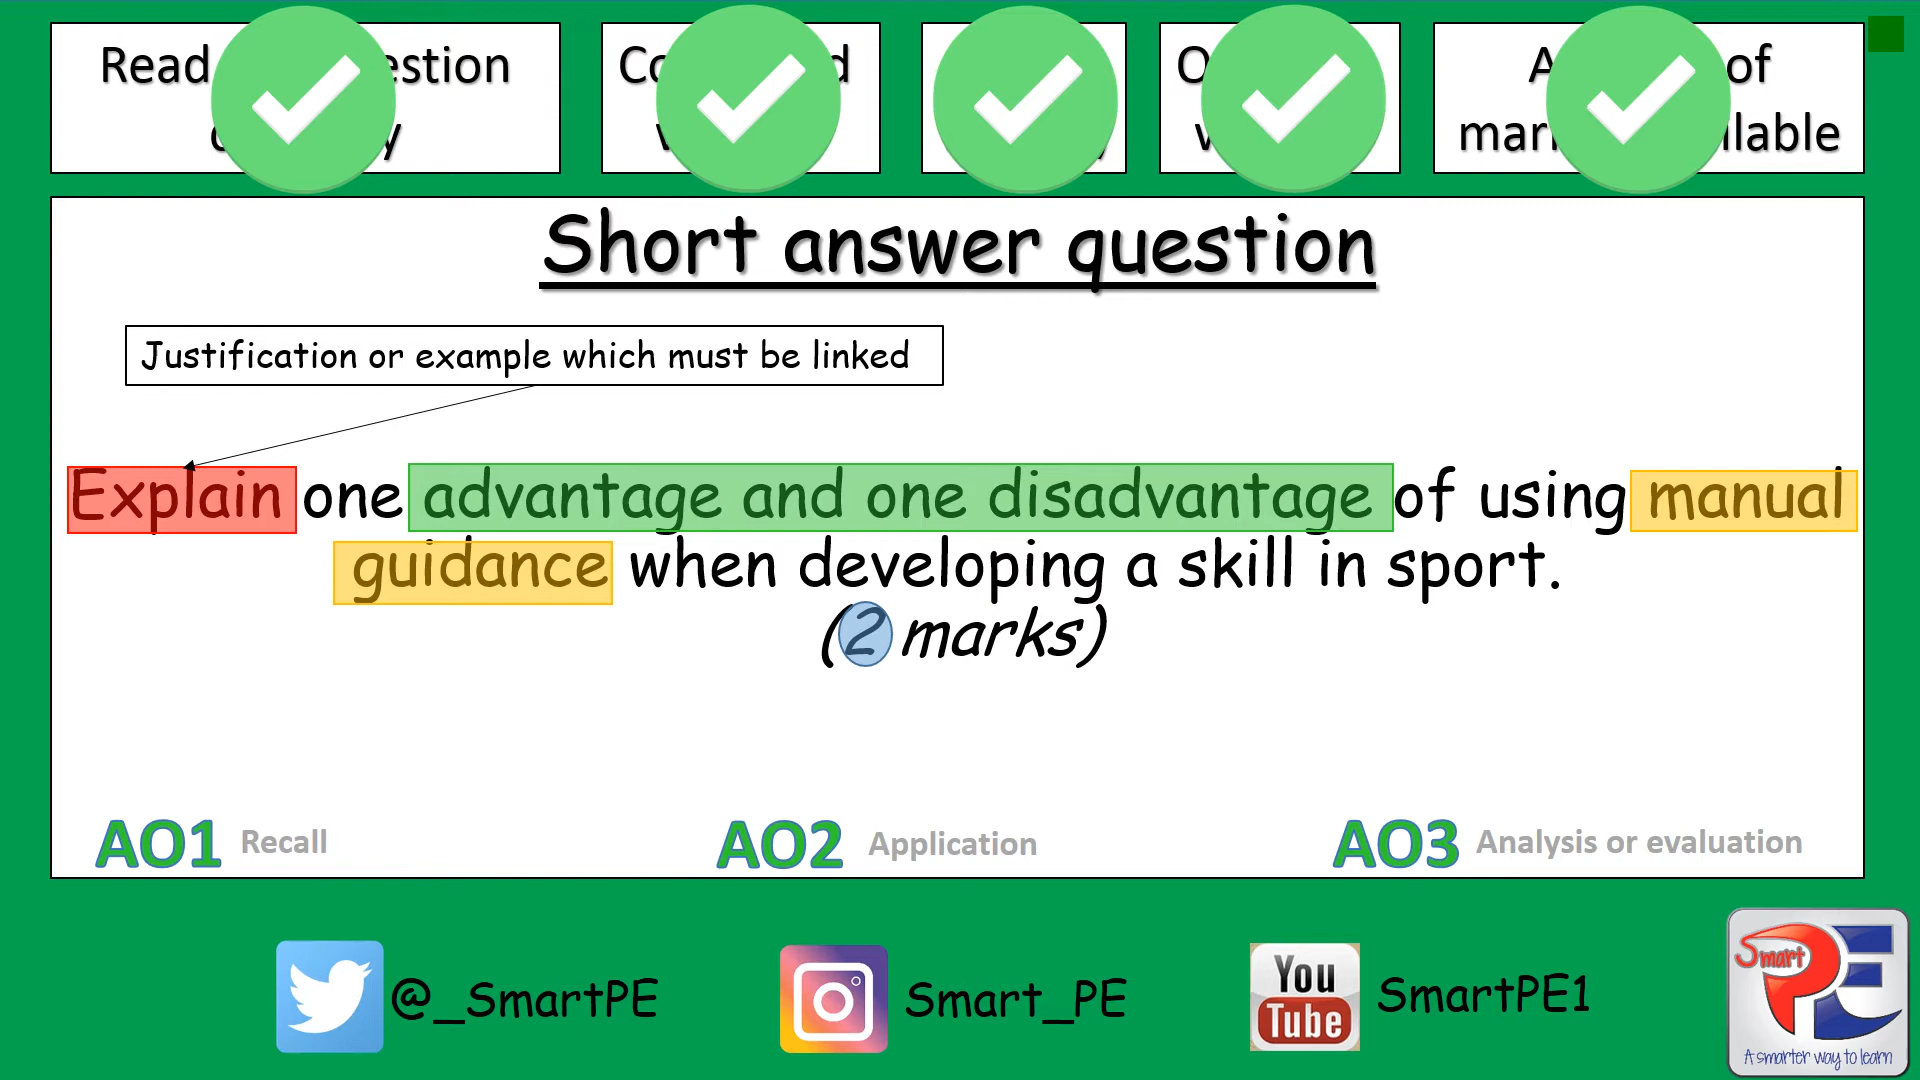 Read estion
Co d
O
A of
mar lable
Short answer question
Justification or example which must be linked
Explain one advantage and one disadvantage of using manual
guidance when developing a skill in sport.
(2 marks)
AO1 Recall
AO2 Application
AO3 Analysis or evaluation
@_SmartPE
Smart_PE
You
Tube
SmartPE1
Smart
PE
A smarter way to learn